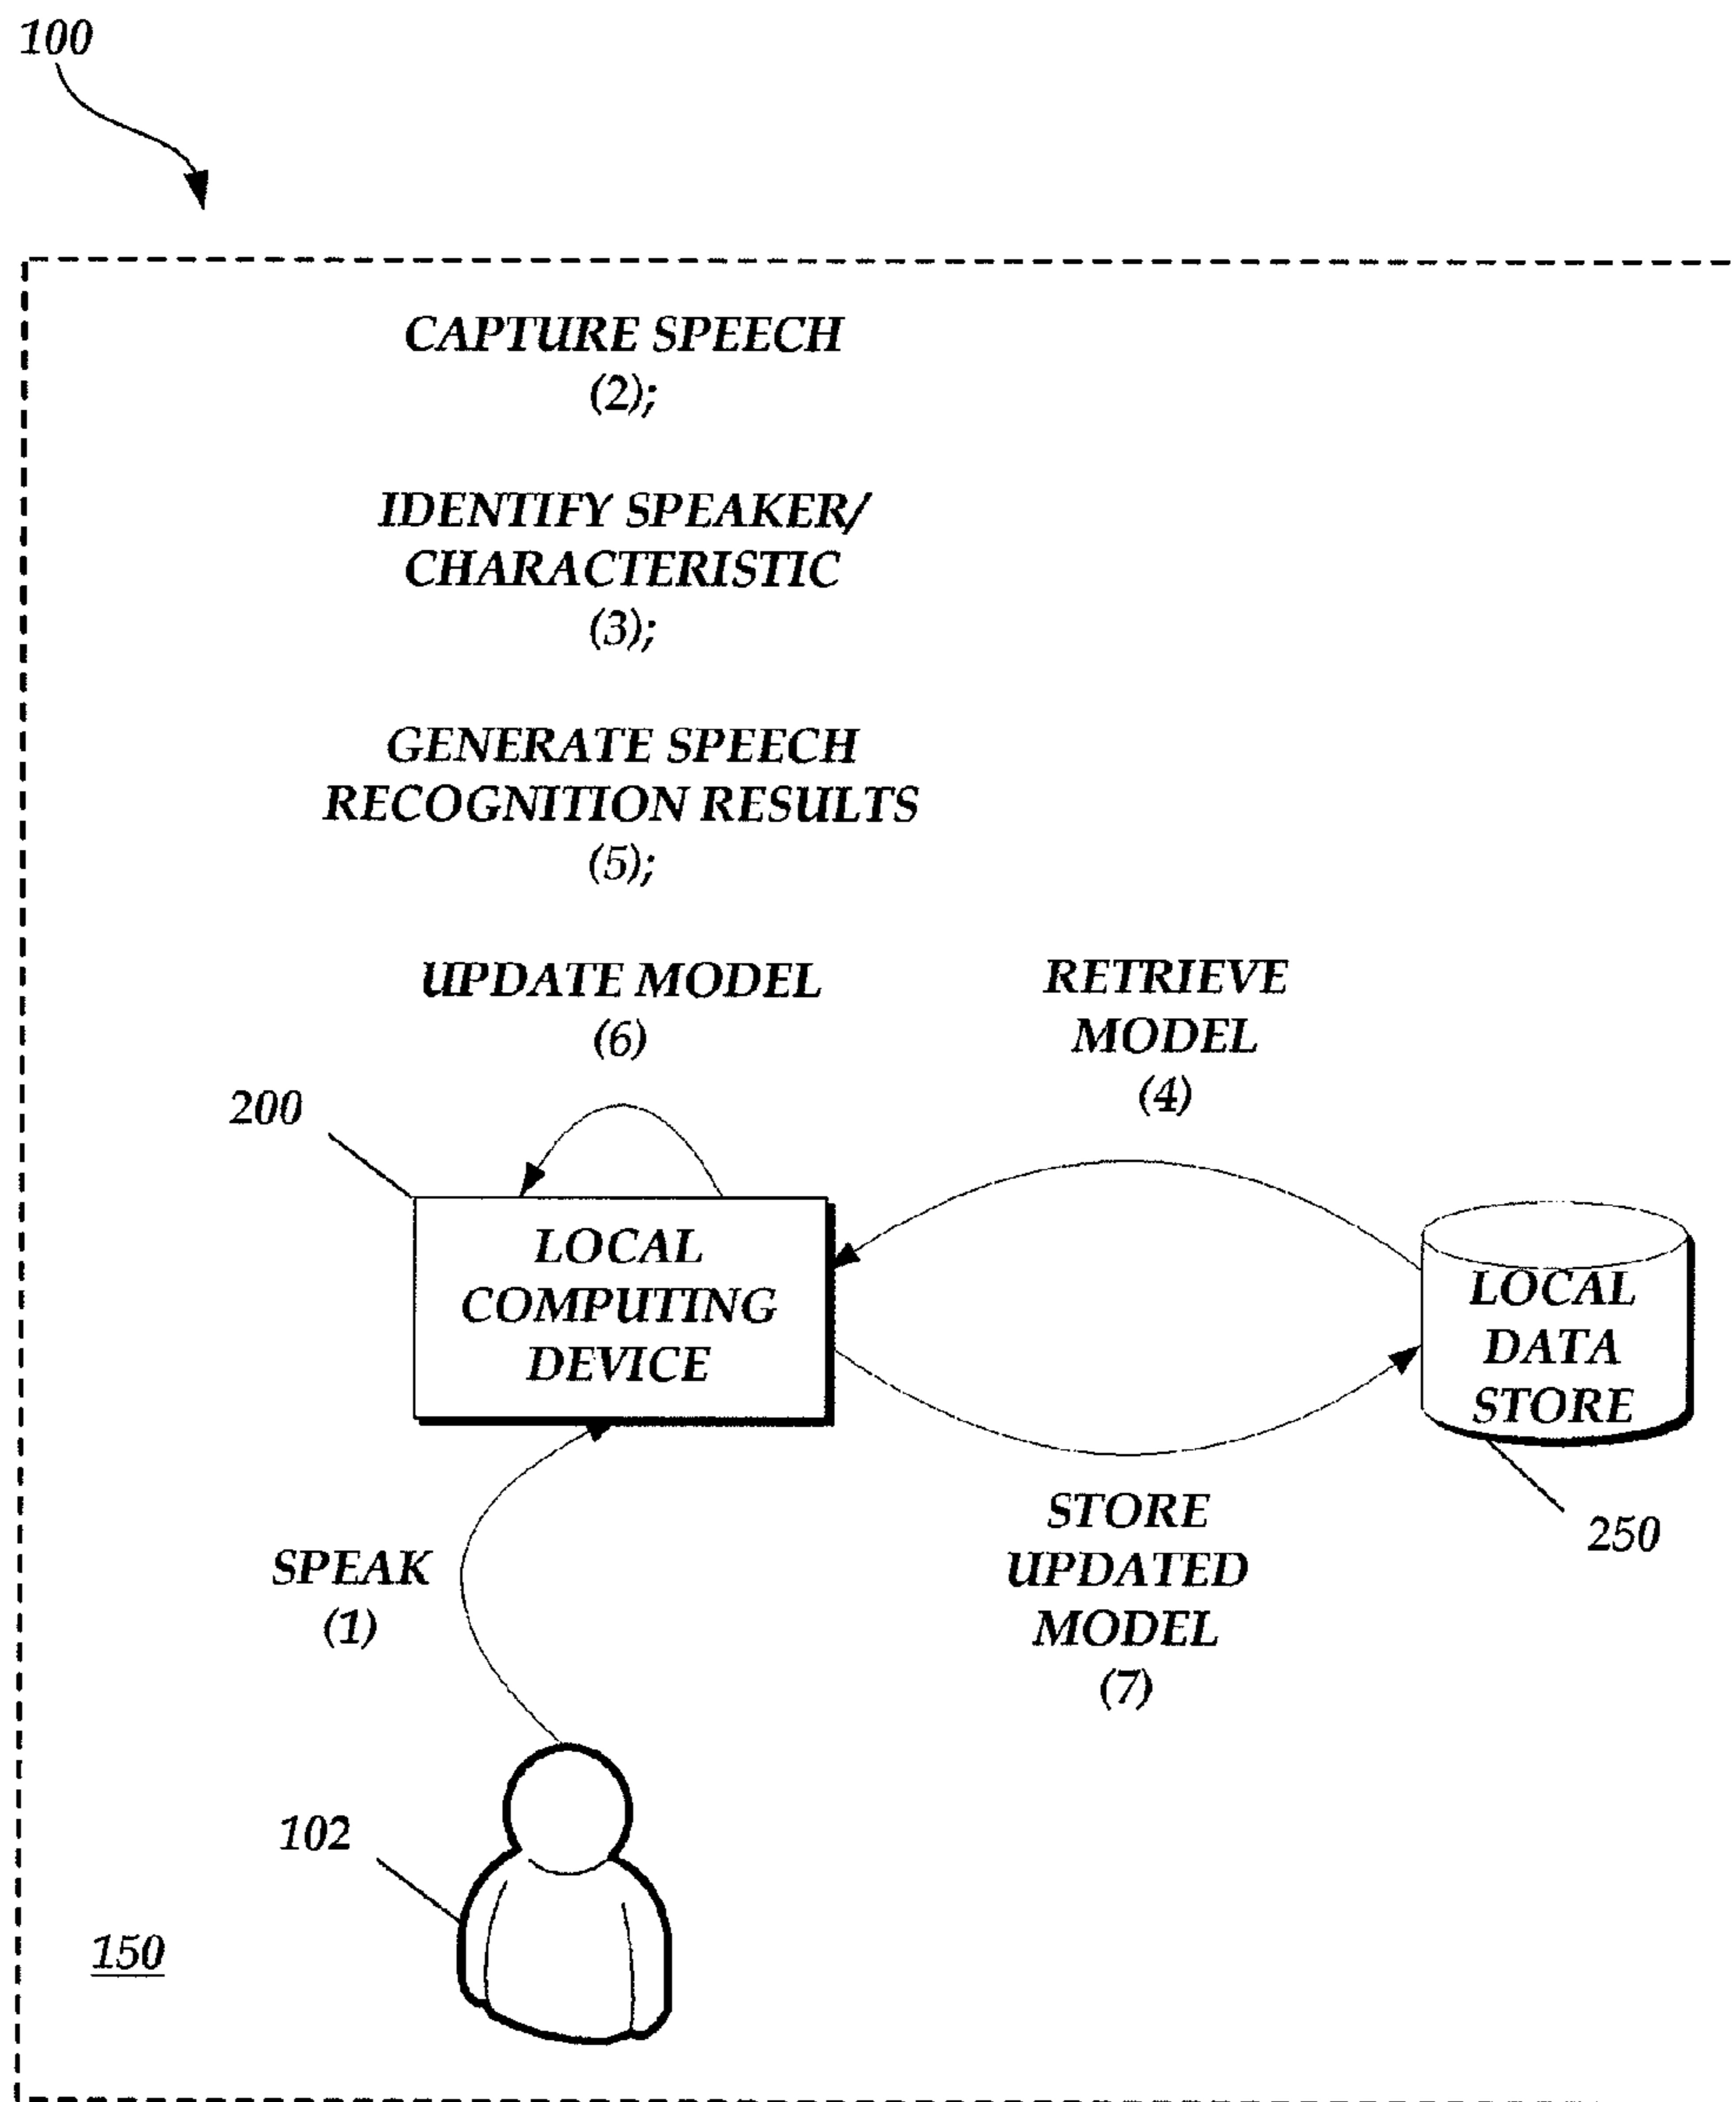 100
CAPTURE SPEECH
(2);
IDENTIFY SPEAKER/
CHARACTERISTIC
(3);
GENERATE SPEECH
RECOGNITION RESULTS
(5);
UPDATE MODEL
(6)
RETRIEVE
MODEL
(4)
200
LOCAL
COMPUTING
DEVICE
LOCAL
DATA
STORE
250
SPEAK
(1)
STORE
UPDATED
MODEL
(7)
102
150